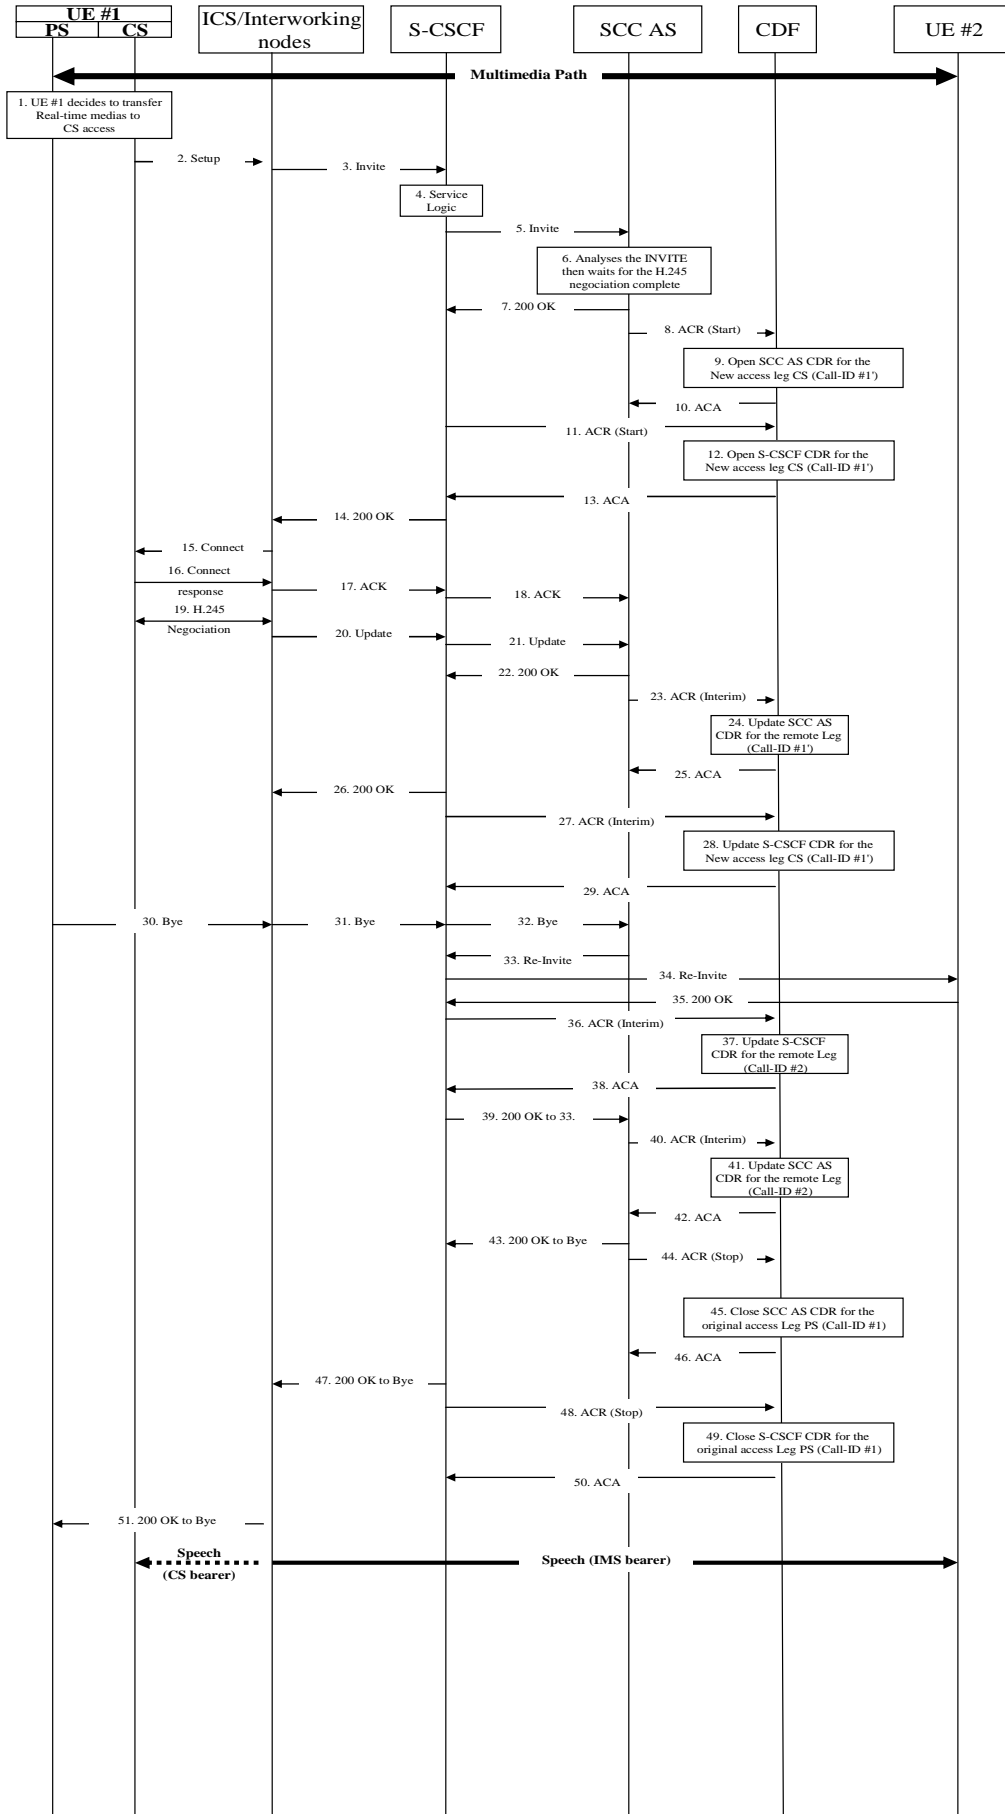 UE #1
PS
CS
ICS/Interworking
nodes
S-CSCF
SCC AS
CDF
UE #2
Multimedia Path
1. UE #1 decides to transfer
Real-time medias to
CS access
2. Setup
3. Invite
4. Service
Logic
5. Invite
6. Analyses the INVITE
then waits for the H.245
negociation complete
7. 200 OK
8. ACR (Start)
9. Open SCC AS CDR for the
New access leg CS (Call-ID #1')
10. ACA
11. ACR (Start)
12. Open S-CSCF CDR for the
New access leg CS (Call-ID #1')
13. ACA
14. 200 OK
15. Connect
16. Connect
response
17. ACK
18. ACK
19. H.245
Negociation
20. Update
21. Update
22. 200 OK
23. ACR (Interim)
24. Update SCC AS
CDR for the remote Leg
(Call-ID #1')
25. ACA
26. 200 OK
27. ACR (Interim)
28. Update S-CSCF CDR for the
New access leg CS (Call-ID #1')
29. ACA
30. Bye
31. Bye
32. Bye
33. Re-Invite
34. Re-Invite
35. 200 OK
36. ACR (Interim)
37. Update S-CSCF
CDR for the remote Leg
(Call-ID #2)
38. ACA
39. 200 OK to 33.
40. ACR (Interim)
41. Update SCC AS
CDR for the remote Leg
(Call-ID #2)
42. ACA
43. 200 OK to Bye
44. ACR (Stop)
45. Close SCC AS CDR for the
original access Leg PS (Call-ID #1)
46. ACA
47. 200 OK to Bye
48. ACR (Stop)
49. Close S-CSCF CDR for the
original access Leg PS (Call-ID #1)
50. ACA
51. 200 OK to Bye
Speech
(CS bearer)
Speech (IMS bearer)